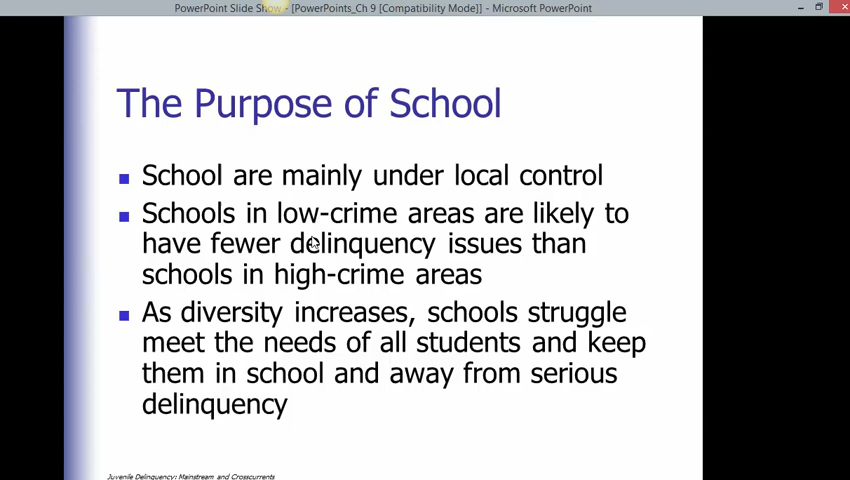 PowerPoint Slide Show - [PowerPoints_Ch 9 [Compatibility Mode]] - Microsoft PowerPoint
The Purpose of School
School are mainly under local control
Schools in low-crime areas are likely to
have fewer delinquency issues than
schools in high-crime areas
As diversity increases, schools struggle
meet the needs of all students and keep
them in school and away from serious
delinquency
Juvenile Delinquency: Mainstream and Crosscurrents